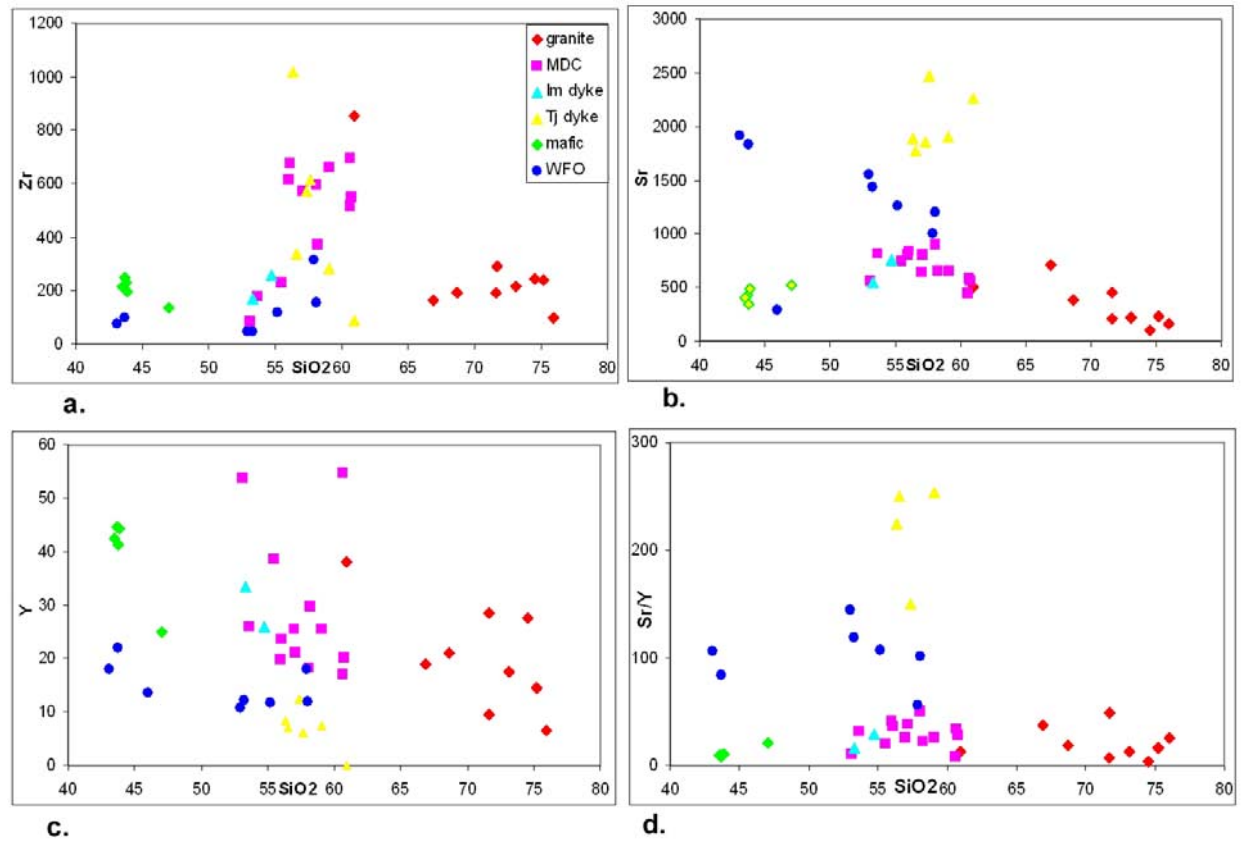 1200
1000
800
600
400
200
0
Zr
40 45 50 55 SiO2 60 65 70 75 80
granite
MDC
Im dyke
Tj dyke
mafic
WFO
a.
3000
2500
2000
1500
1000
500
0
Sr
40 45 50 55 SiO2 60 65 70 75 80
b.
60
50
40
30
20
10
0
Y
40 45 50 55 SiO2 60 65 70 75 80
c.
300
200
100
0
Sr/Y
40 45 50 55 SiO2 60 65 70 75 80
d.